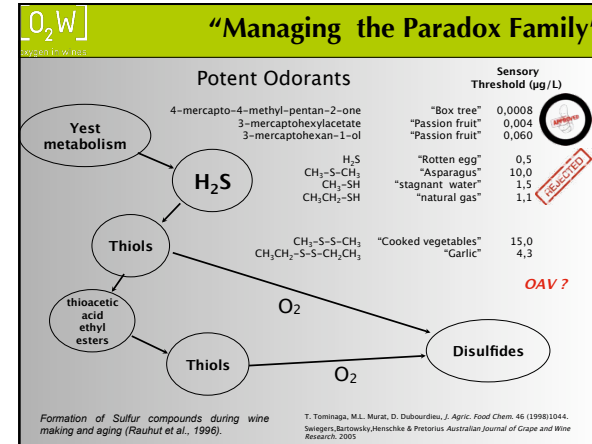 [O₂W]
oxygen in wines
"Managing the Paradox Family"
Potent Odorants
Sensory
Threshold (µg/L)
4-mercapto-4-methyl-pentan-2-one "Box tree" 0,0008
3-mercaptohexylacetate "Passion fruit" 0,004
3-mercaptohexan-1-ol "Passion fruit" 0,060
APPROVED
H₂S "Rotten egg" 0,5
CH₃-S-CH₃ "Asparagus" 10,0
CH₃-SH "stagnant water" 1,5
CH₃CH₂-SH "natural gas" 1,1
REJECTED
CH₃-S-S-CH₃ "Cooked vegetables" 15,0
CH₃CH₂-S-S-CH₂CH₃ "Garlic" 4,3
OAV ?
Yest
metabolism
H₂S
Thiols
thioacetic
acid
ethyl
esters
Thiols
O₂
O₂
Disulfides
Formation of Sulfur compounds during wine
making and aging (Rauhut et al., 1996).
T. Tominaga, M.L. Murat, D. Dubourdieu, J. Agric. Food Chem. 46 (1998)1044.
Swiegers,Bartowsky,Henschke & Pretorius Australian Journal of Grape and Wine
Research. 2005